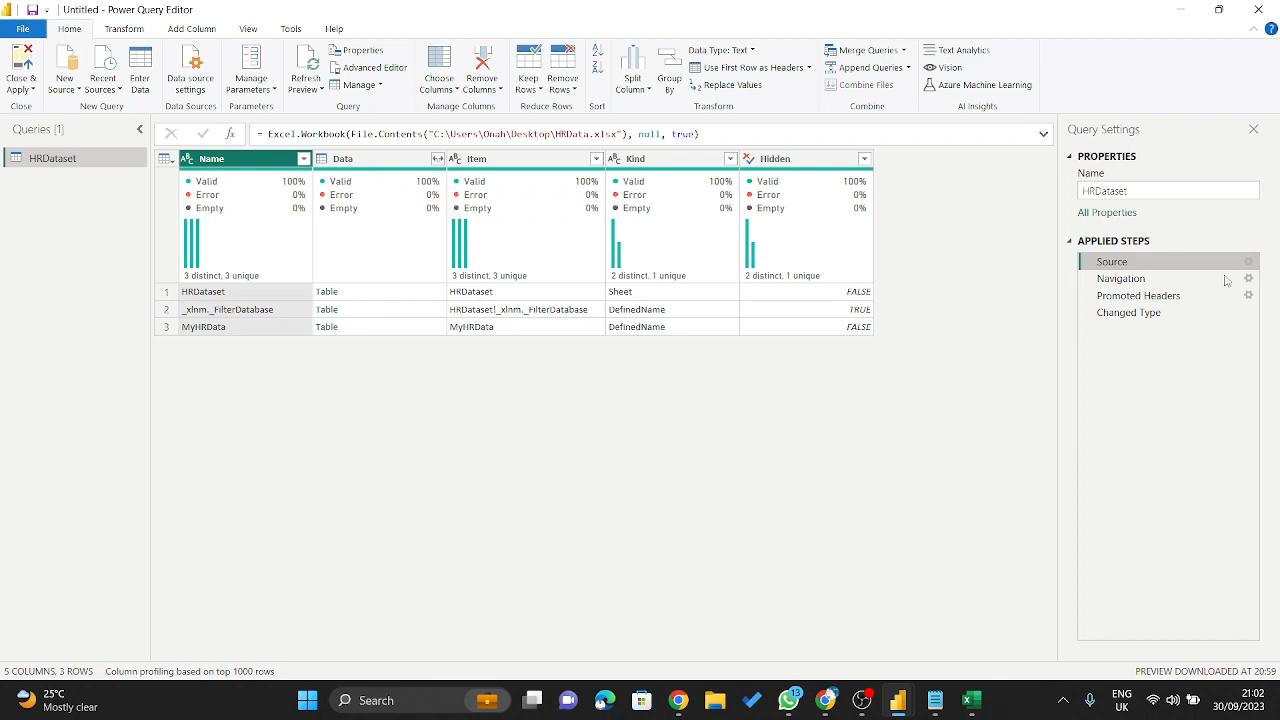 Untitled - Power Query Editor
File Home Transform Add Column View Tools Help
Close & Apply
New Source
Recent Sources
Enter Data
Data source settings
Manage Parameters
Refresh Preview
Properties
Advanced Editor
Manage
Choose Columns
Remove Columns
Keep Rows
Remove Rows
Split Column
Group by
Data Type: Text
Use First Row as Headers
Replace Values
Merge Queries
Append Queries
Combine Files
Text Analytics
Vision
Azure Machine Learning
Close New Query Data Sources Parameters Query Manage Columns Reduce Rows Sort Transform Combine AI Insights
Queries [1]
HRDataset
= Excel.Workbook(File.Contents("C:\Users\Onah\Desktop\HRData.xlsx"), null, true)
Name Data Item Kind Hidden
Valid 100% Valid 100% Valid 100% Valid 100% Valid 100%
Error 0% Error 0% Error 0% Error 0% Error 0%
Empty 0% Empty 0% Empty 0% Empty 0% Empty 0%
3 distinct, 3 unique 3 distinct, 3 unique 2 distinct, 1 unique 2 distinct, 1 unique
1 HRDataset Table HRDataset Sheet FALSE
2 _xlnm._FilterDatabase Table HRDataset!_xlnm._FilterDatabase DefinedName TRUE
3 MyHRData Table MyHRData DefinedName FALSE
Query Settings
PROPERTIES
Name
HRDataset
All Properties
APPLIED STEPS
Source
Navigation
Promoted Headers
Changed Type
5 COLUMNS, 3 ROWS Column profiling based on top 1000 rows PREVIEW DOWNLOADED AT 20:59
25°C
Mostly clear
Search
13
ENG
UK
21:02
30/09/2023